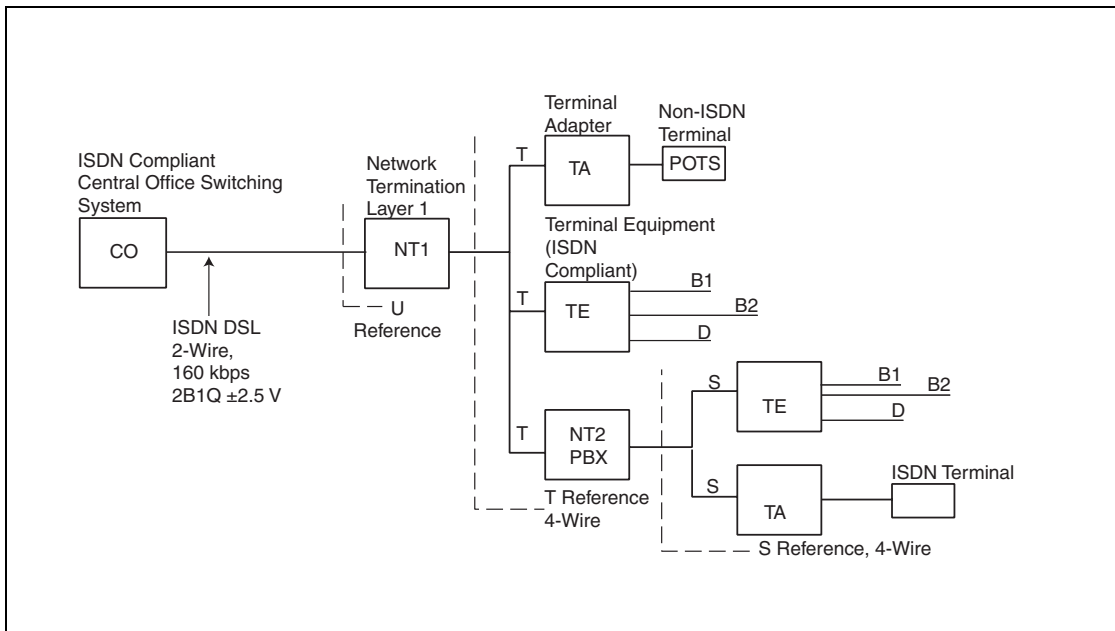 ISDN Compliant
Central Office Switching
System
CO
ISDN DSL
2-Wire,
160 kbps
2B1Q ±2.5 V
U
Reference
Network
Termination
Layer 1
NT1
Terminal
Adapter
T
TA
Non-ISDN
Terminal
POTS
Terminal Equipment
(ISDN
Compliant)
T
TE
B1
B2
D
T
NT2
PBX
T Reference
4-Wire
S
TE
B1
B2
D
S
TA
ISDN Terminal
S Reference, 4-Wire